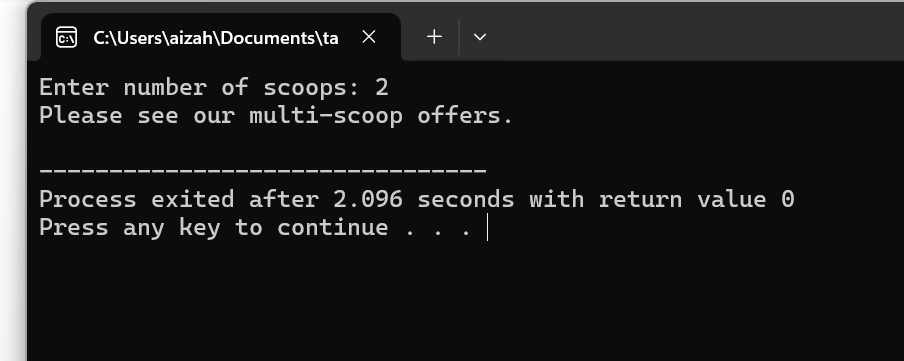 C:\Users\aizah\Documents\ta
Enter number of scoops: 2
Please see our multi-scoop offers.
--------------------------------
Process exited after 2.096 seconds with return value 0
Press any key to continue . . .